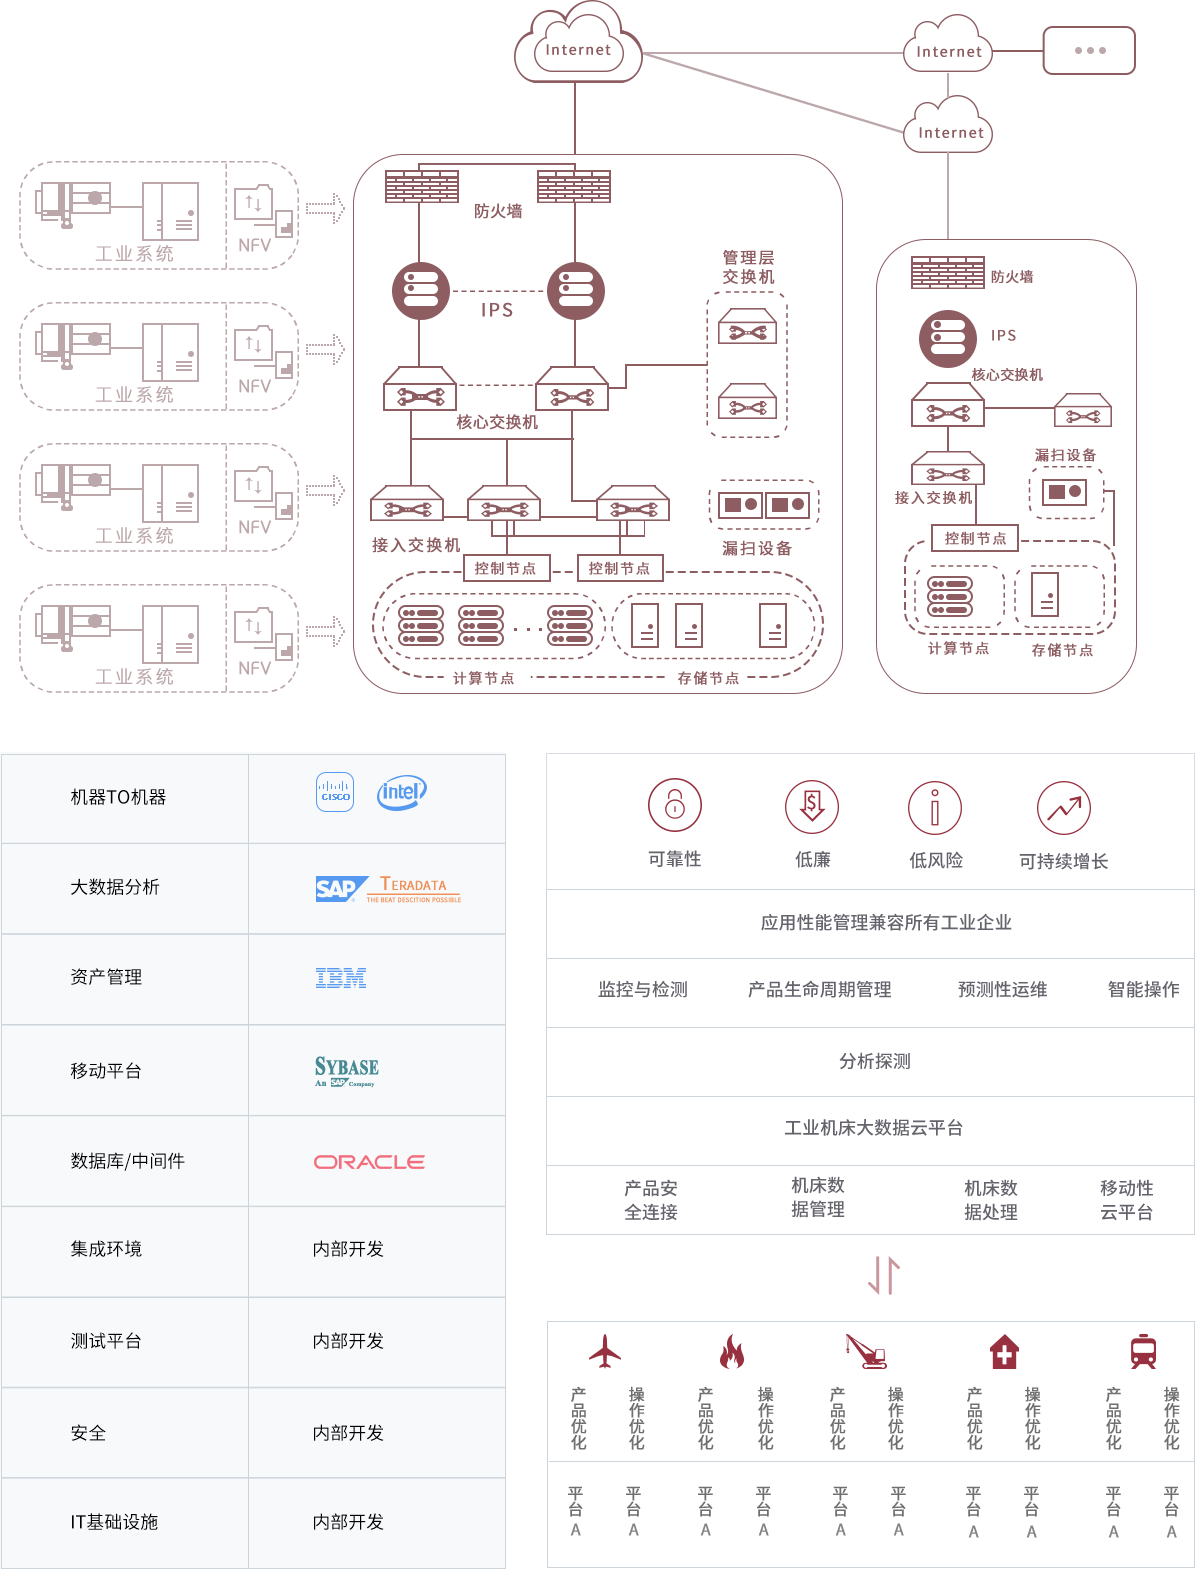 Internet
Internet
Internet
工业系统
NFV
工业系统
NFV
工业系统
NFV
工业系统
NFV
防火墙
IPS
管理层
交换机
核心交换机
接入交换机
漏扫设备
控制节点
控制节点
计算节点
存储节点
防火墙
IPS
核心交换机
漏扫设备
接入交换机
控制节点
计算节点
存储节点
机器TO机器
CISCO
intel
大数据分析
SAP
TERADATA
THE BEAT DESCITION POSSIBLE
资产管理
IBM
移动平台
SYBASE
An SAP Company
数据库/中间件
ORACLE
集成环境
内部开发
测试平台
内部开发
安全
内部开发
IT基础设施
内部开发
$
可靠性
低廉
低风险
可持续增长
应用性能管理兼容所有工业企业
监控与检测
产品生命周期管理
预测性运维
智能操作
分析探测
工业机床大数据云平台
产品安
全连接
机床数
据管理
机床数
据处理
移动性
云平台
产品优化
操作优化
产品优化
操作优化
产品优化
操作优化
产品优化
操作优化
产品优化
操作优化
平台A
平台A
平台A
平台A
平台A
平台A
平台A
平台A
平台A
平台A